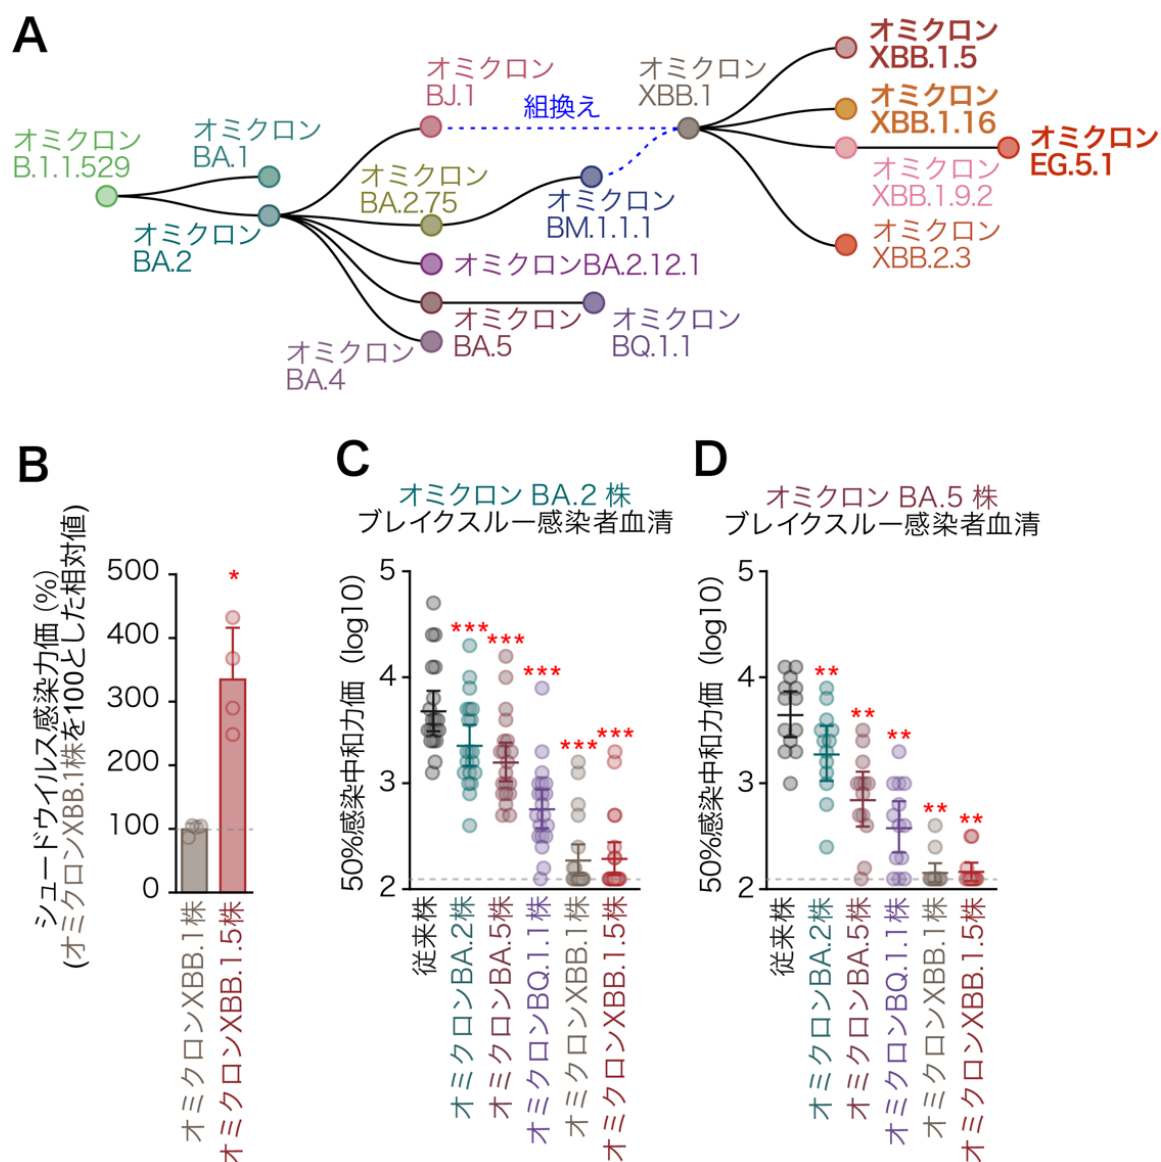 A
オミクロン
B.1.1.529
オミクロン
BA.1
オミクロン
BA.2
オミクロン
BJ.1
組換え
オミクロン
BA.2.75
オミクロン
BM.1.1.1
オミクロンBA.2.12.1
オミクロン
BA.5
オミクロン
BQ.1.1
オミクロン
BA.4
オミクロン
XBB.1
オミクロン
XBB.1.5
オミクロン
XBB.1.16
オミクロン
XBB.1.9.2
オミクロン
EG.5.1
オミクロン
XBB.2.3
B
シュードウイルス感染力価 (%)
(オミクロンXBB.1株を100とした相対値)
500
400
300
200
100
0
*
オミクロンXBB.1株
オミクロンXBB.1.5株
C
オミクロン BA.2 株
ブレイクスルー感染者血清
50%感染中和力価 (log10)
5
4
3
2
***
***
***
***
***
従来株
オミクロンBA.2株
オミクロンBA.5株
オミクロンBQ.1.1株
オミクロンXBB.1株
オミクロンXBB.1.5株
D
オミクロン BA.5 株
ブレイクスルー感染者血清
50%感染中和力価 (log10)
5
4
3
2
**
**
**
**
**
従来株
オミクロンBA.2株
オミクロンBA.5株
オミクロンBQ.1.1株
オミクロンXBB.1株
オミクロンXBB.1.5株